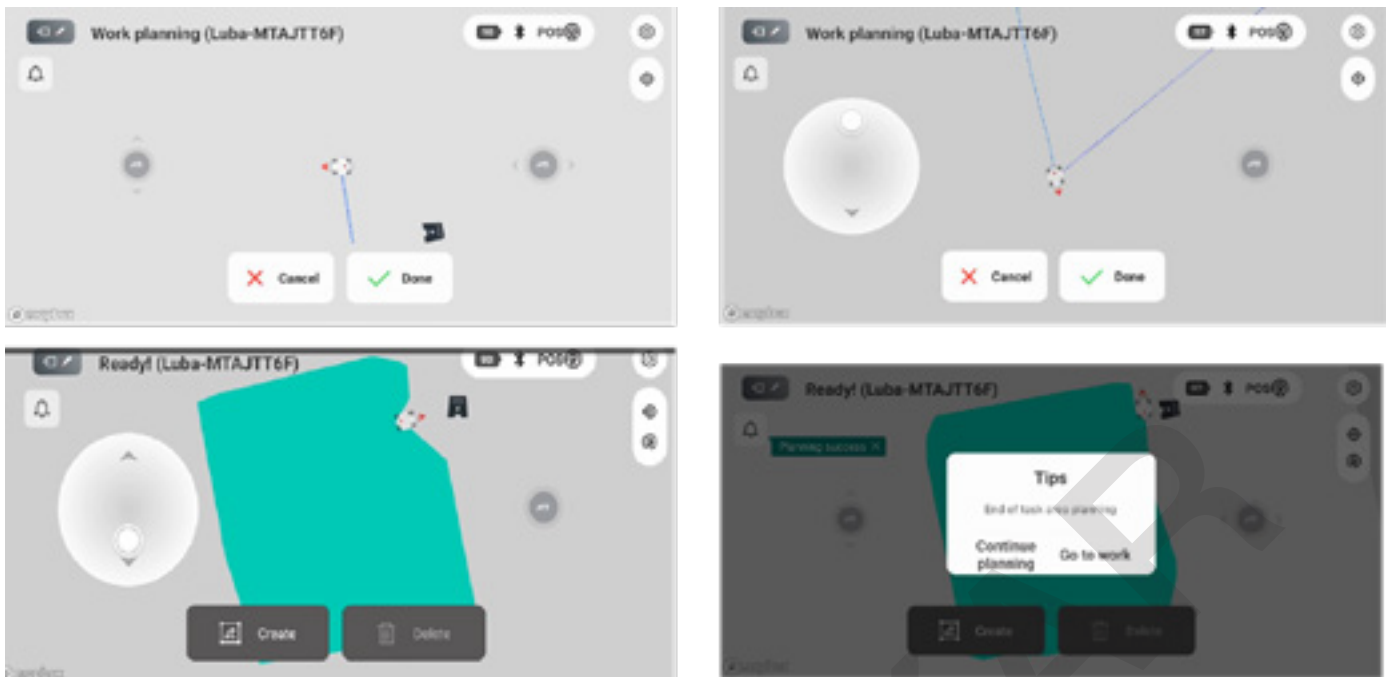 Work planning (Luba-MTAJTT6F)
POS
Cancel
Done
Work planning (Luba-MTAJTT6F)
POS
Cancel
Done
Ready! (Luba-MTAJTT6F)
POS
Create
Delete
Ready! (Luba-MTAJTT6F)
POS
Planning success ×
Tips
End of task area planning
Continue
planning
Go to work
Create
Delete